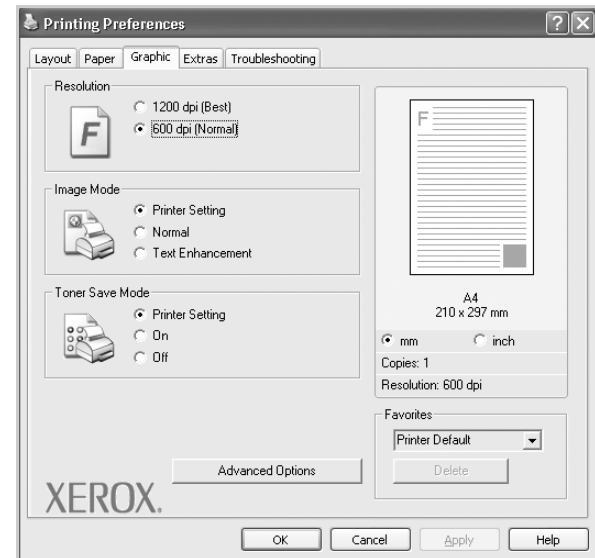 Printing Preferences
Layout Paper Graphic Extras Troubleshooting
Resolution
1200 dpi (Best)
600 dpi (Normal)
F
Image Mode
Printer Setting
Normal
Text Enhancement
Toner Save Mode
Printer Setting
On
Off
F
A4
210 x 297 mm
mm inch
Copies: 1
Resolution: 600 dpi
Favorites
Printer Default
Delete
Advanced Options
XEROX.
OK Cancel Apply Help